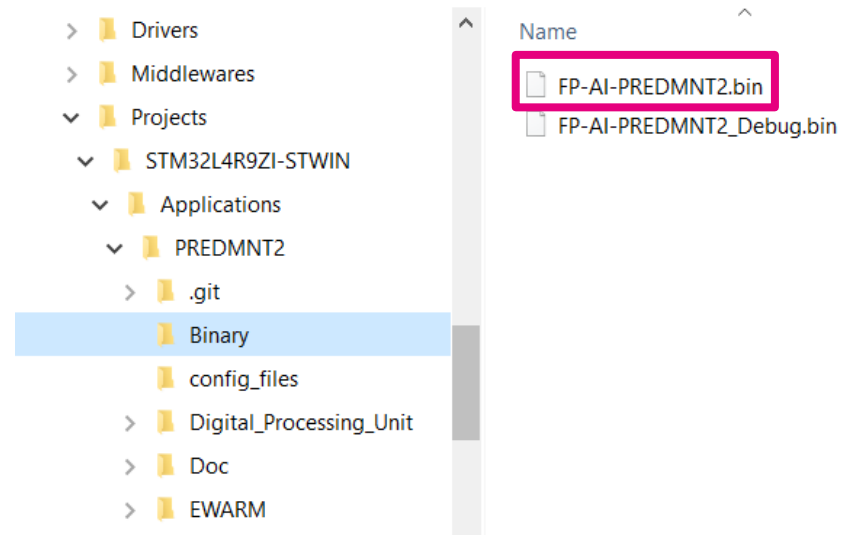 Drivers
Middlewares
Projects
STM32L4R9ZI-STWIN
Applications
PREDMNT2
.git
Binary
config_files
Digital_Processing_Unit
Doc
EWARM
Name
FP-AI-PREDMNT2.bin
FP-AI-PREDMNT2_Debug.bin